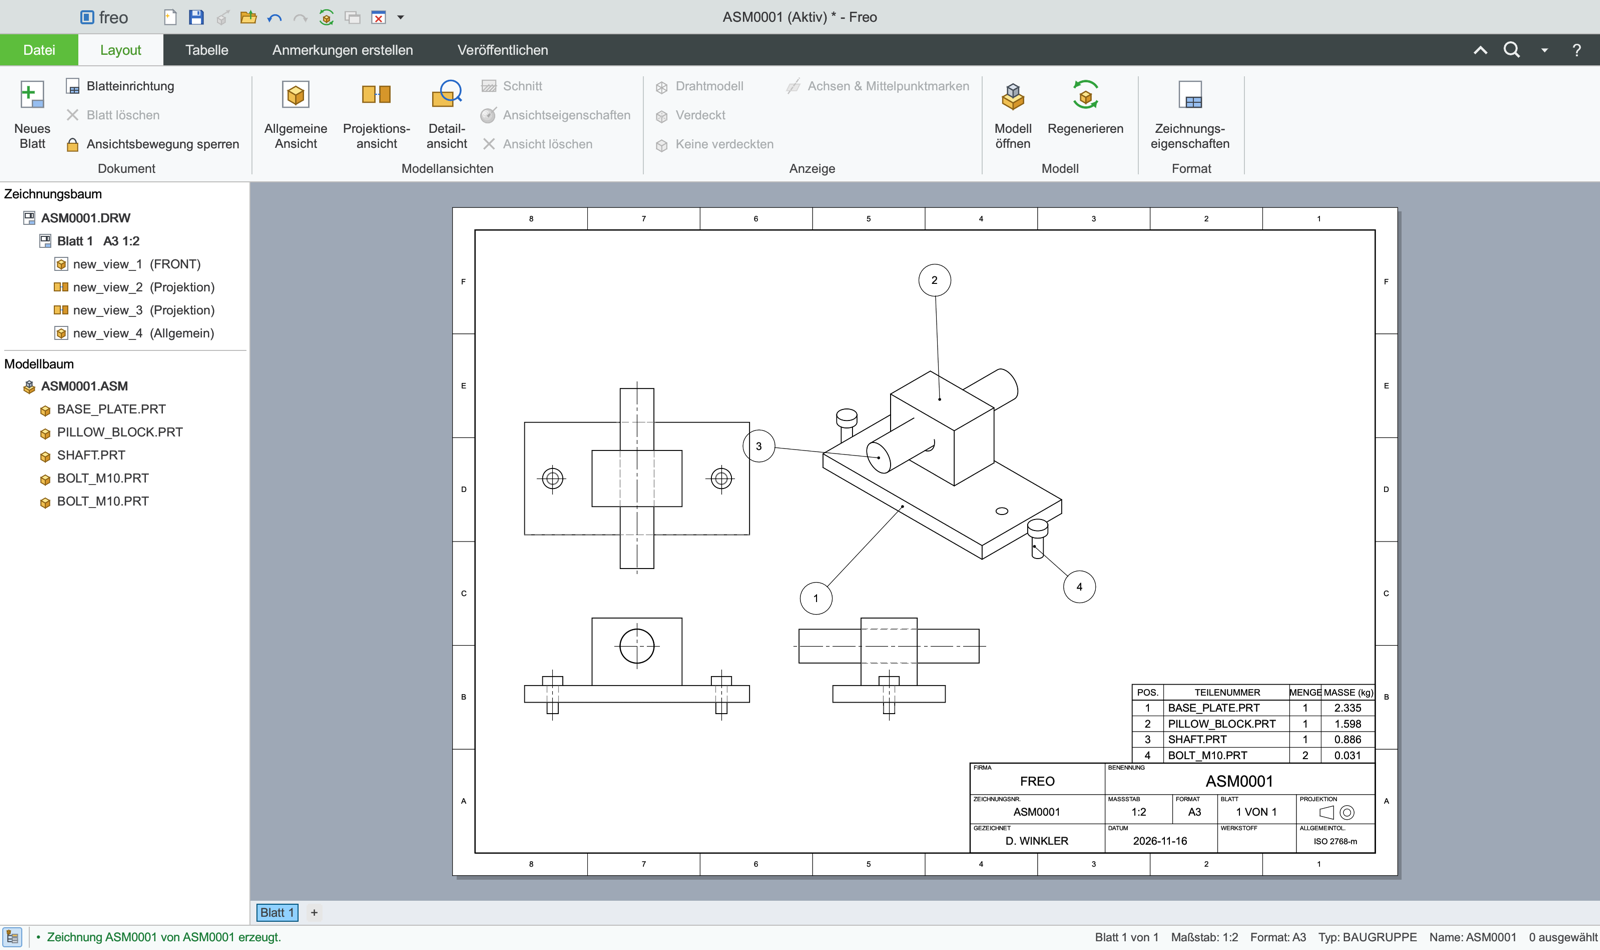 freo
ASM0001 (Aktiv) * - Freo
Datei
Layout
Tabelle
Anmerkungen erstellen
Veröffentlichen
?
Neues Blatt
Blatteinrichtung
Blatt löschen
Ansichtsbewegung sperren
Dokument
Allgemeine Ansicht
Projektions-ansicht
Detail-ansicht
Schnitt
Ansichtseigenschaften
Ansicht löschen
Modellansichten
Drahtmodell
Verdeckt
Keine verdeckten
Achsen & Mittelpunktmarken
Anzeige
Modell öffnen
Regenerieren
Modell
Zeichnungs-eigenschaften
Format
Zeichnungsbaum
ASM0001.DRW
Blatt 1 A3 1:2
new_view_1 (FRONT)
new_view_2 (Projektion)
new_view_3 (Projektion)
new_view_4 (Allgemein)
Modellbaum
ASM0001.ASM
BASE_PLATE.PRT
PILLOW_BLOCK.PRT
SHAFT.PRT
BOLT_M10.PRT
BOLT_M10.PRT
8 7 6 5 4 3 2 1
F F
E E
D D
C C
B B
A A
2
3
1
4
POS. TEILENUMMER MENGE MASSE (kg)
1 BASE_PLATE.PRT 1 2.335
2 PILLOW_BLOCK.PRT 1 1.598
3 SHAFT.PRT 1 0.886
4 BOLT_M10.PRT 2 0.031
FIRMA
FREO
BENENNUNG
ASM0001
ZEICHNUNGSNR.
ASM0001
MASSSTAB
1:2
FORMAT
A3
BLATT
1 VON 1
PROJEKTION
GEZEICHNET
D. WINKLER
DATUM
2026-11-16
WERKSTOFF
ALLGEMEINTOL.
ISO 2768-m
8 7 6 5 4 3 2 1
Blatt 1 +
• Zeichnung ASM0001 von ASM0001 erzeugt.
Blatt 1 von 1 Maßstab: 1:2 Format: A3 Typ: BAUGRUPPE Name: ASM0001 0 ausgewählt